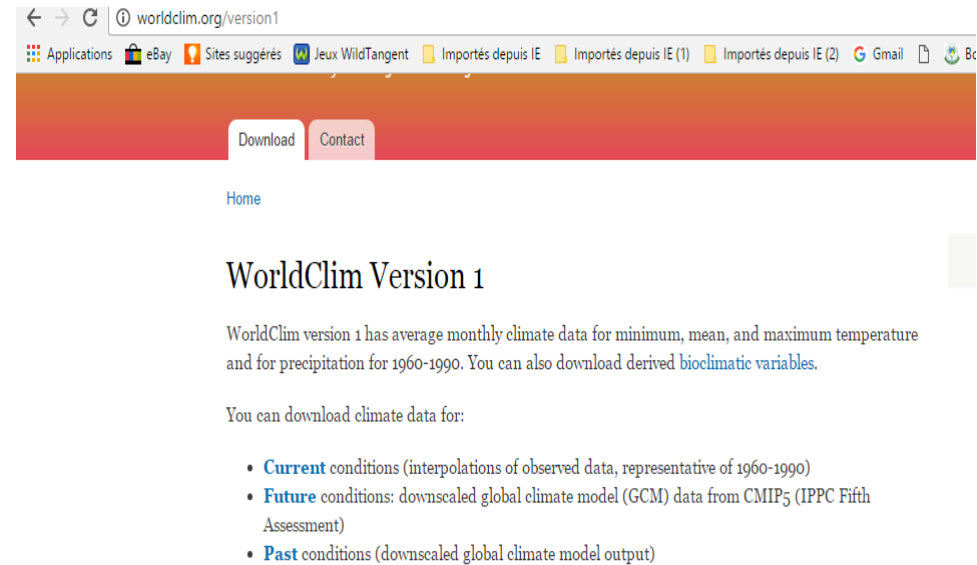 worldclim.org/version1
Applications eBay Sites suggérés Jeux WildTangent Importés depuis IE Importés depuis IE (1) Importés depuis IE (2) Gmail
Download Contact
Home
WorldClim Version 1
WorldClim version 1 has average monthly climate data for minimum, mean, and maximum temperature
and for precipitation for 1960-1990. You can also download derived bioclimatic variables.
You can download climate data for:
• Current conditions (interpolations of observed data, representative of 1960-1990)
• Future conditions: downscaled global climate model (GCM) data from CMIP5 (IPPC Fifth
Assessment)
• Past conditions (downscaled global climate model output)